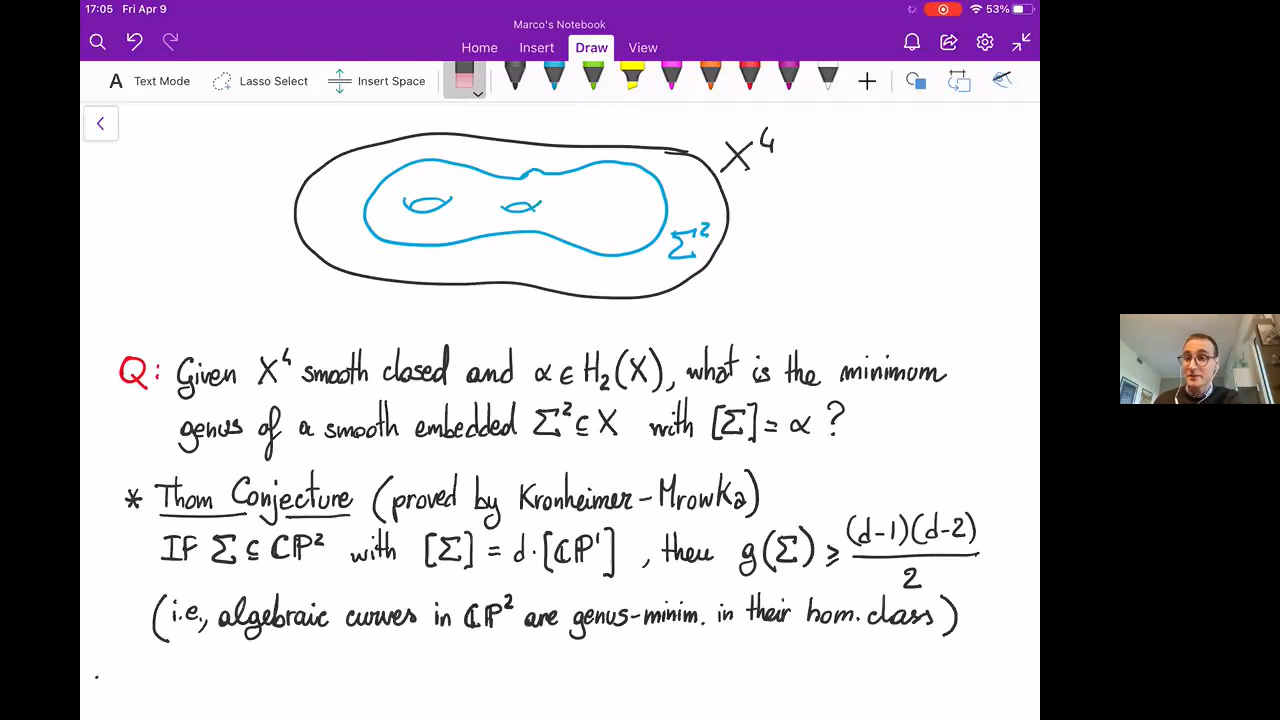 17:05 Fri Apr 9
53%
Marco's Notebook
Home Insert Draw View
A Text Mode Lasso Select Insert Space
X⁴
Σ²
Q: Given X⁴ smooth closed and α ∈ H₂(X), what is the minimum
genus of a smooth embedded Σ² ⊆ X with [Σ] = α ?
* Thom Conjecture (proved by Kronheimer-Mrowka)
If Σ ⊆ ℂP² with [Σ] = d·[ℂP¹], then g(Σ) ≥ (d-1)(d-2)/2
(i.e., algebraic curves in ℂP² are genus-minim. in their hom. class)